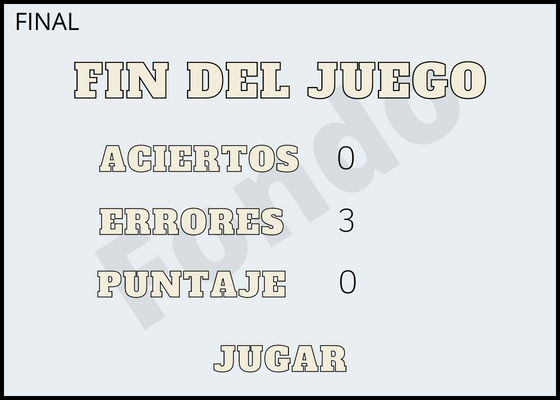 FINAL
FIN DEL JUEGO
Fondo
ACIERTOS 0
ERRORES 3
PUNTAJE 0
JUGAR